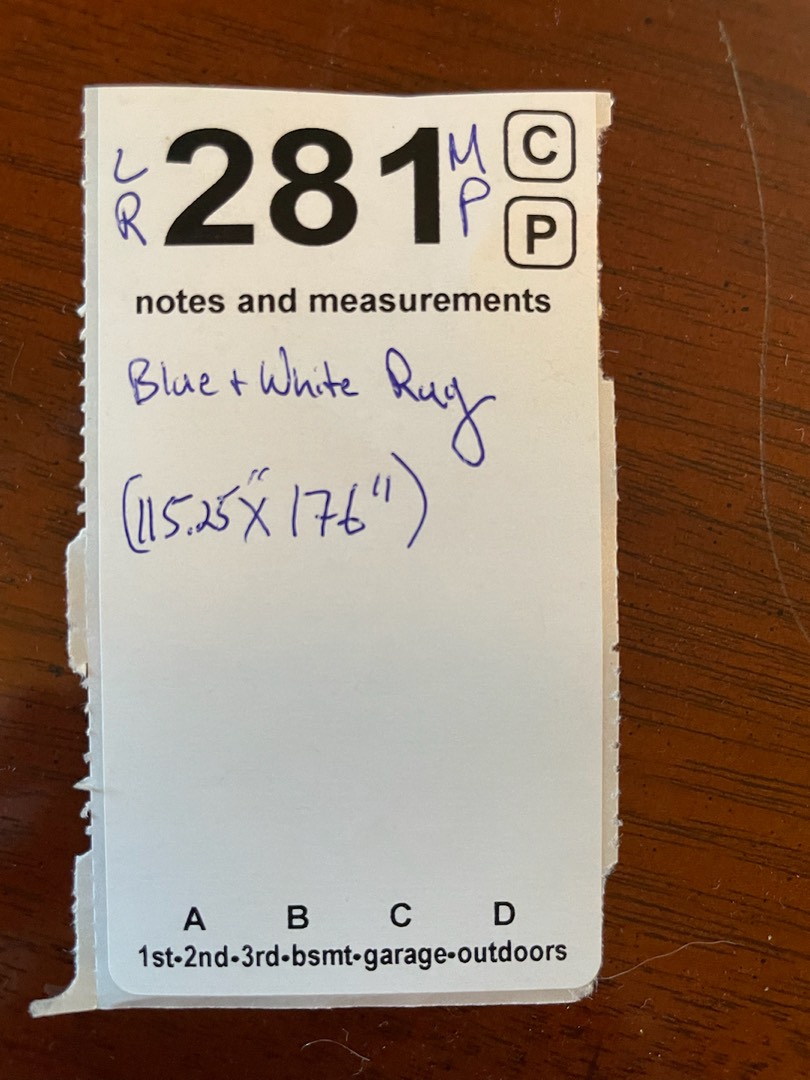 L 281 M C
R P P
notes and measurements
Blue + White Rug
(115.25" X 176")
A B C D
1st-2nd-3rd-bsmt-garage-outdoors